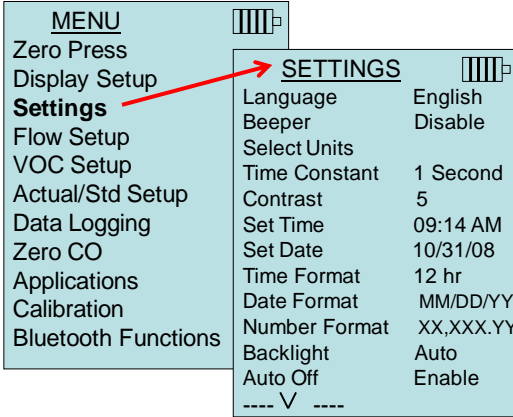 MENU
Zero Press
Display Setup
Settings
Flow Setup
VOC Setup
Actual/Std Setup
Data Logging
Zero CO
Applications
Calibration
Bluetooth Functions
SETTINGS
Language English
Beeper Disable
Select Units
Time Constant 1 Second
Contrast 5
Set Time 09:14 AM
Set Date 10/31/08
Time Format 12 hr
Date Format MM/DD/YY
Number Format XX,XXX.YY
Backlight Auto
Auto Off Enable
---- V ----